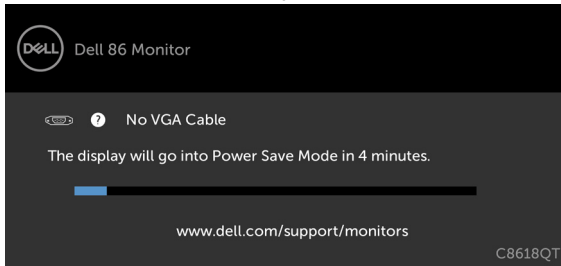 DELL Dell 86 Monitor
? No VGA Cable
The display will go into Power Save Mode in 4 minutes.
www.dell.com/support/monitors
C8618QT